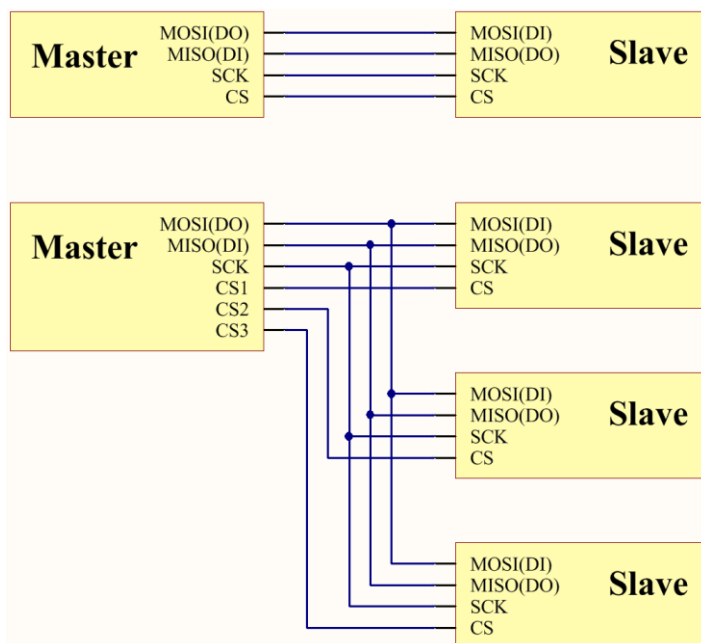 Master
MOSI(DO)
MISO(DI)
SCK
CS
MOSI(DI)
MISO(DO)
SCK
CS
Slave
Master
MOSI(DO)
MISO(DI)
SCK
CS1
CS2
CS3
MOSI(DI)
MISO(DO)
SCK
CS
Slave
MOSI(DI)
MISO(DO)
SCK
CS
Slave
MOSI(DI)
MISO(DO)
SCK
CS
Slave